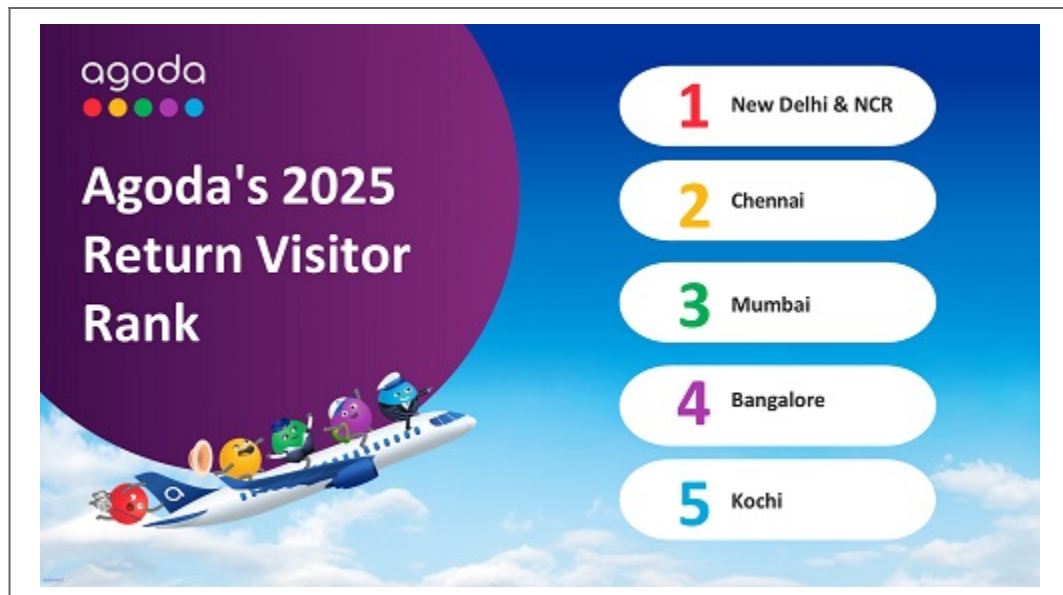 agoda
Agoda's 2025
Return Visitor
Rank
1 New Delhi & NCR
2 Chennai
3 Mumbai
4 Bangalore
5 Kochi